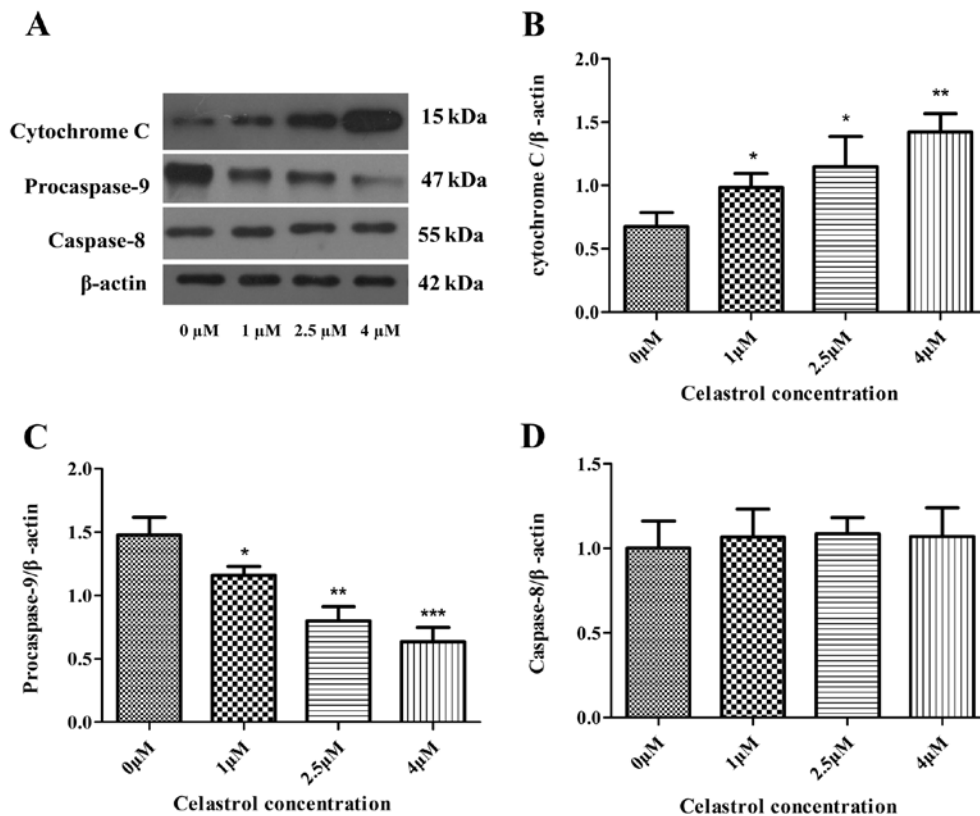 A
Cytochrome C 15 kDa
Procaspase-9 47 kDa
Caspase-8 55 kDa
β-actin 42 kDa
0 µM 1 µM 2.5 µM 4 µM
B
cytochrome C /β -actin
2.0
1.5
1.0
0.5
0.0
* * **
0µM 1µM 2.5µM 4µM
Celastrol concentration
C
Procaspase-9/β -actin
2.0
1.5
1.0
0.5
0.0
* ** ***
0µM 1µM 2.5µM 4µM
Celastrol concentration
D
Caspase-8/β -actin
1.5
1.0
0.5
0.0
0µM 1µM 2.5µM 4µM
Celastrol concentration